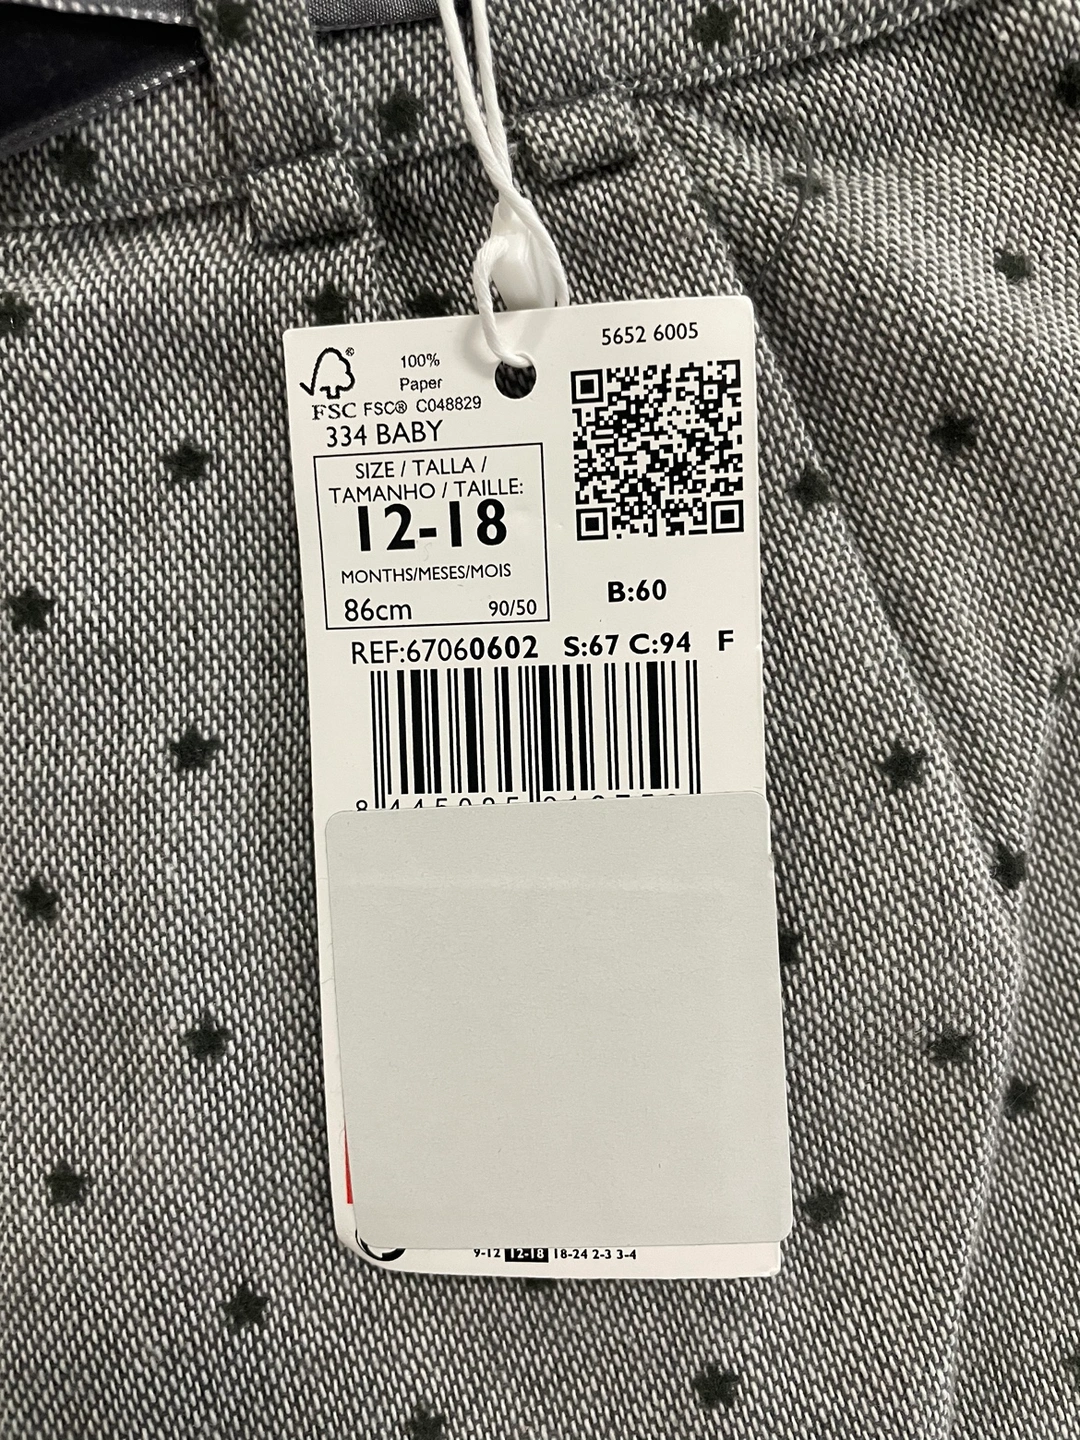 5652 6005
100%
Paper
FSC FSC® C048829
334 BABY
SIZE / TALLA /
TAMANHO / TAILLE:
12-18
MONTHS/MESES/MOIS
86cm 90/50
B:60
REF:67060602 S:67 C:94 F
9-12 12-18 18-24 2-3 3-4